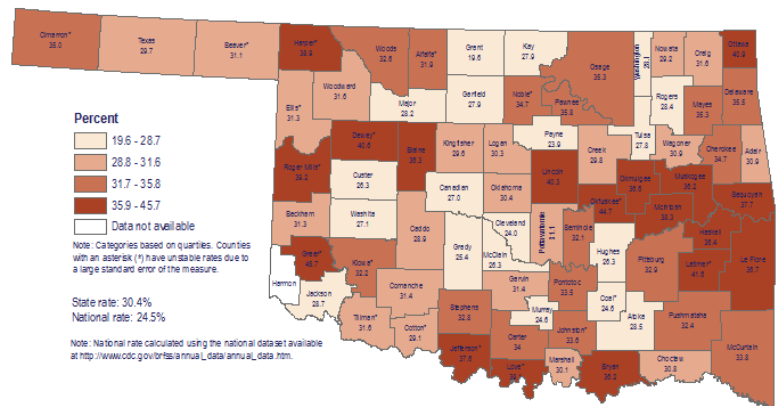 Cimarron*
35.0
Texas
29.7
Beaver*
31.1
Harper*
38.9
Woods
32.6
Alfalfa*
31.9
Grant
19.6
Kay
27.9
Osage
35.3
Washington
28.1
Nowata
29.2
Craig
31.6
Ottawa
40.9
Ellis*
31.3
Woodward
31.6
Major
28.2
Garfield
27.9
Noble*
34.7
Pawnee
35.8
Rogers
28.4
Mayes
35.3
Delaware
35.5
Dewey*
40.6
Blaine
36.3
Kingfisher
29.6
Logan
30.3
Payne
23.9
Creek
29.8
Tulsa
27.8
Wagoner
30.9
Cherokee
34.7
Adair
30.9
Roger Mills*
39.2
Custer
26.3
Canadian
27.0
Oklahoma
30.4
Lincoln
40.3
Okfuskee*
44.7
Okmulgee
36.6
Muskogee
36.2
Sequoyah
37.7
Beckham
31.3
Washita
27.1
Caddo
28.9
Grady
25.4
Cleveland
24.0
McClain
26.3
Pottawatomie
31.1
Seminole
32.1
Hughes
26.3
McIntosh
38.3
Haskell
36.4
Greer*
45.7
Kiowa*
32.2
Comanche
31.4
Garvin
31.4
Pontotoc
33.5
Coal*
24.6
Pittsburg
32.9
Latimer*
41.6
Le Flore
36.7
Harmon
Jackson
28.7
Tillman*
31.6
Cotton*
29.1
Stephens
32.8
Murray
24.6
Johnston*
33.6
Atoka
28.5
Pushmataha
32.4
McCurtain
33.8
Jefferson*
37.6
Carter
34
Love*
Marshall
30.1
Bryan
36.2
Choctaw
30.8
Percent
19.6 - 28.7
28.8 - 31.6
31.7 - 35.8
35.9 - 45.7
Data not available
Note: Categories based on quartiles. Counties
with an asterisk (*) have unstable rates due to
a large standard error of the measure.
State rate: 30.4%
National rate: 24.5%
Note: National rate calculated using the national dataset available
at http://www.cdc.gov/brfss/annual_data/annual_data.htm.